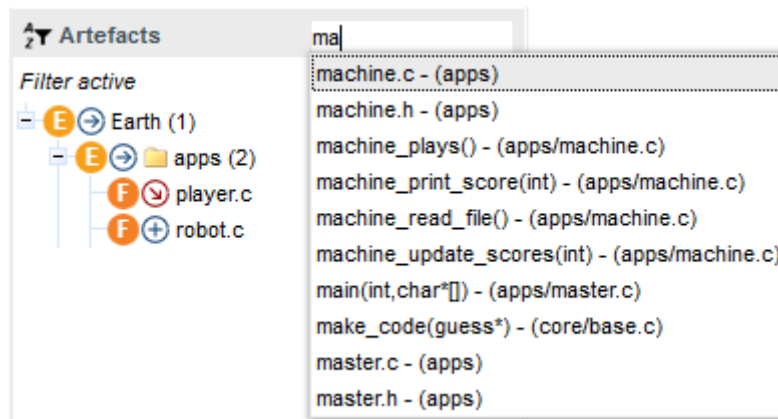 Artefacts
ma
Filter active
E Earth (1)
E apps (2)
F player.c
F robot.c
machine.c - (apps)
machine.h - (apps)
machine_plays() - (apps/machine.c)
machine_print_score(int) - (apps/machine.c)
machine_read_file() - (apps/machine.c)
machine_update_scores(int) - (apps/machine.c)
main(int,char*[]) - (apps/master.c)
make_code(guess*) - (core/base.c)
master.c - (apps)
master.h - (apps)